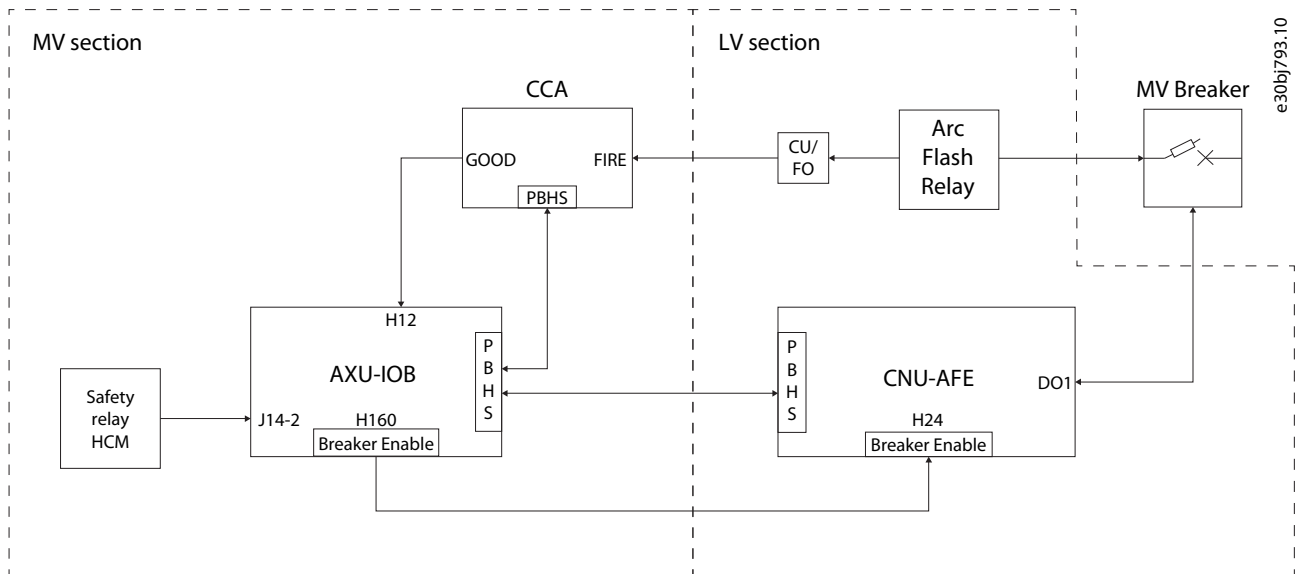 MV section
LV section
e30bj793.10
CCA
MV Breaker
GOOD
FIRE
PBHS
CU/
FO
Arc
Flash
Relay
H12
AXU-IOB
P
B
H
S
J14-2
H160
Breaker Enable
Safety
relay
HCM
P
B
H
S
CNU-AFE
DO1
H24
Breaker Enable